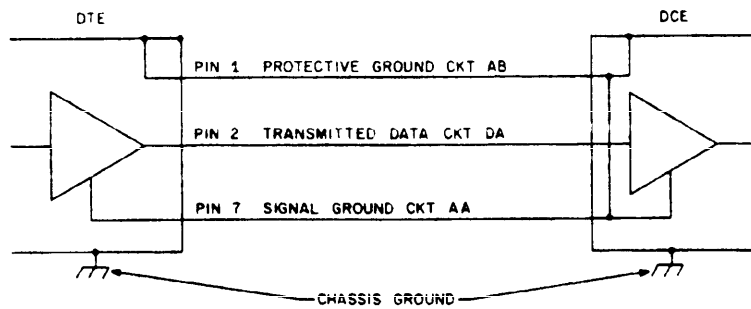 DTE
DCE
PIN 1 PROTECTIVE GROUND CKT AB
PIN 2 TRANSMITTED DATA CKT DA
PIN 7 SIGNAL GROUND CKT AA
CHASSIS GROUND